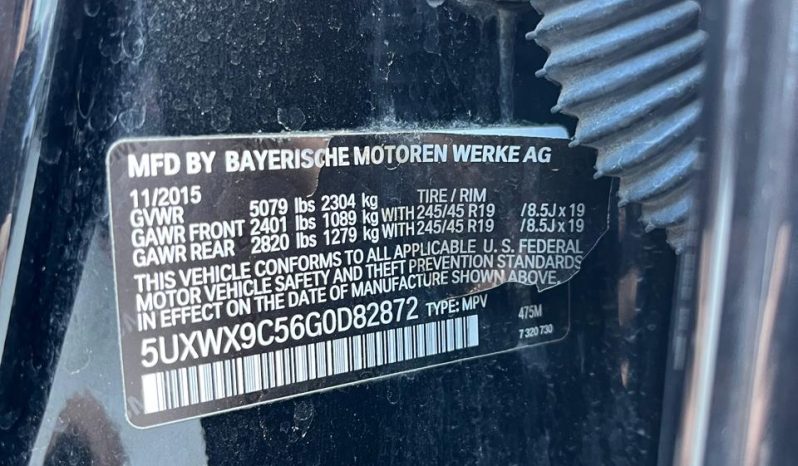 MFD BY BAYERISCHE MOTOREN WERKE AG
11/2015 TIRE / RIM
GVWR 5079 lbs 2304 kg
GAWR FRONT 2401 lbs 1089 kg WITH 245/45 R19 /8.5J x 19
GAWR REAR 2820 lbs 1279 kg WITH 245/45 R19 /8.5J x 19
THIS VEHICLE CONFORMS TO ALL APPLICABLE U.S. FEDERAL
MOTOR VEHICLE SAFETY AND THEFT PREVENTION STANDARDS
IN EFFECT ON THE DATE OF MANUFACTURE SHOWN ABOVE.
5UXWX9C56G0D82872 TYPE: MPV 475M
7 320 730